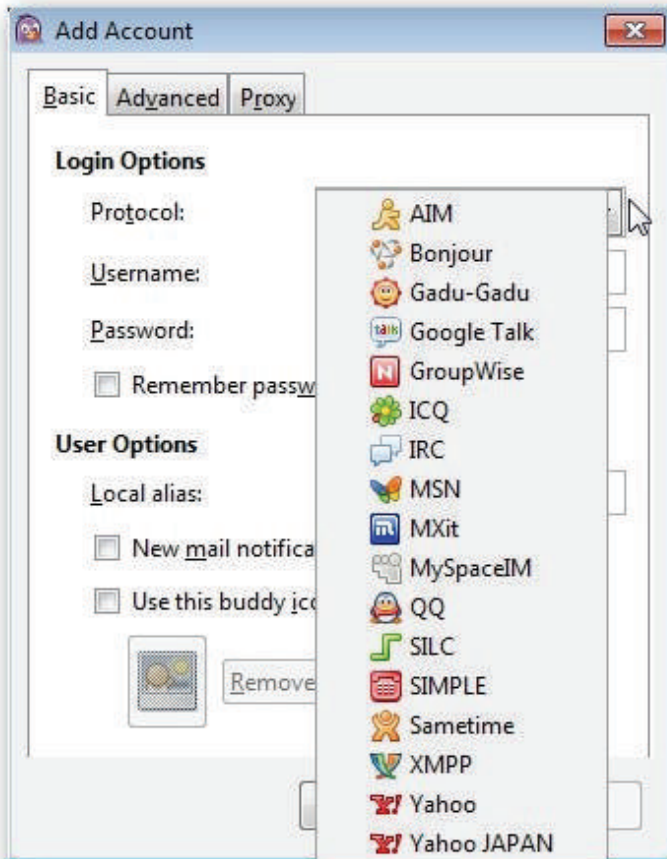 Add Account
Basic Advanced Proxy
Login Options
Protocol:
Username:
Password:
Remember passw
User Options
Local alias:
New mail notifica
Use this buddy ico
Remove
AIM
Bonjour
Gadu-Gadu
talk Google Talk
N GroupWise
ICQ
IRC
MSN
m MXit
MySpaceIM
QQ
SILC
SIMPLE
Sametime
XMPP
Y! Yahoo
Y! Yahoo JAPAN